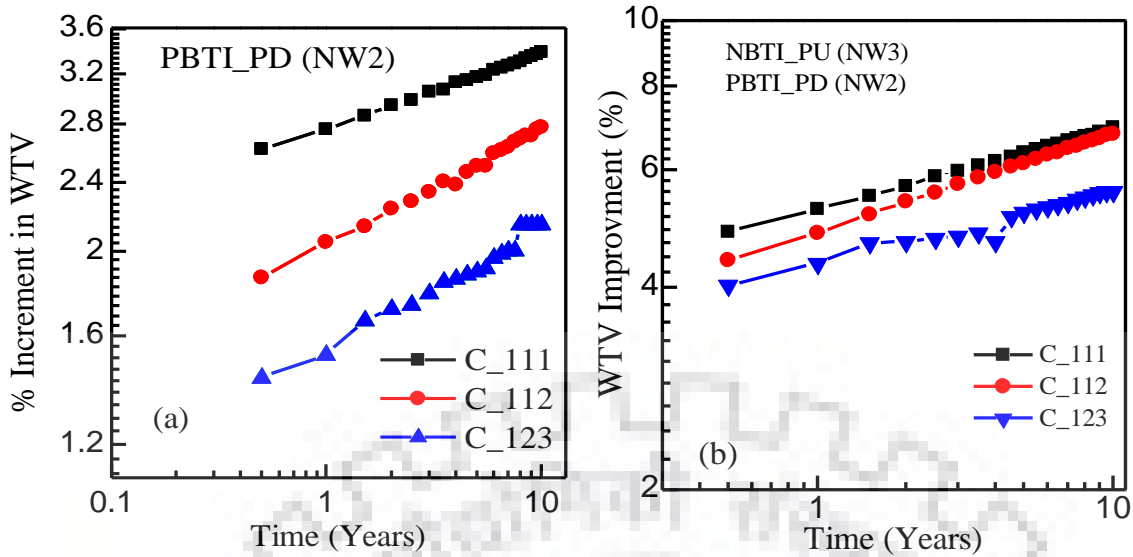 PBTI_PD (NW2)
% Increment in WTV
3.6
3.2
2.8
2.4
2
1.6
1.2
C_111
C_112
C_123
(a)
0.1
1
10
Time (Years)
NBTI_PU (NW3)
PBTI_PD (NW2)
WTV Improvment (%)
10
8
6
4
2
C_111
C_112
C_123
(b)
1
10
Time (Years)